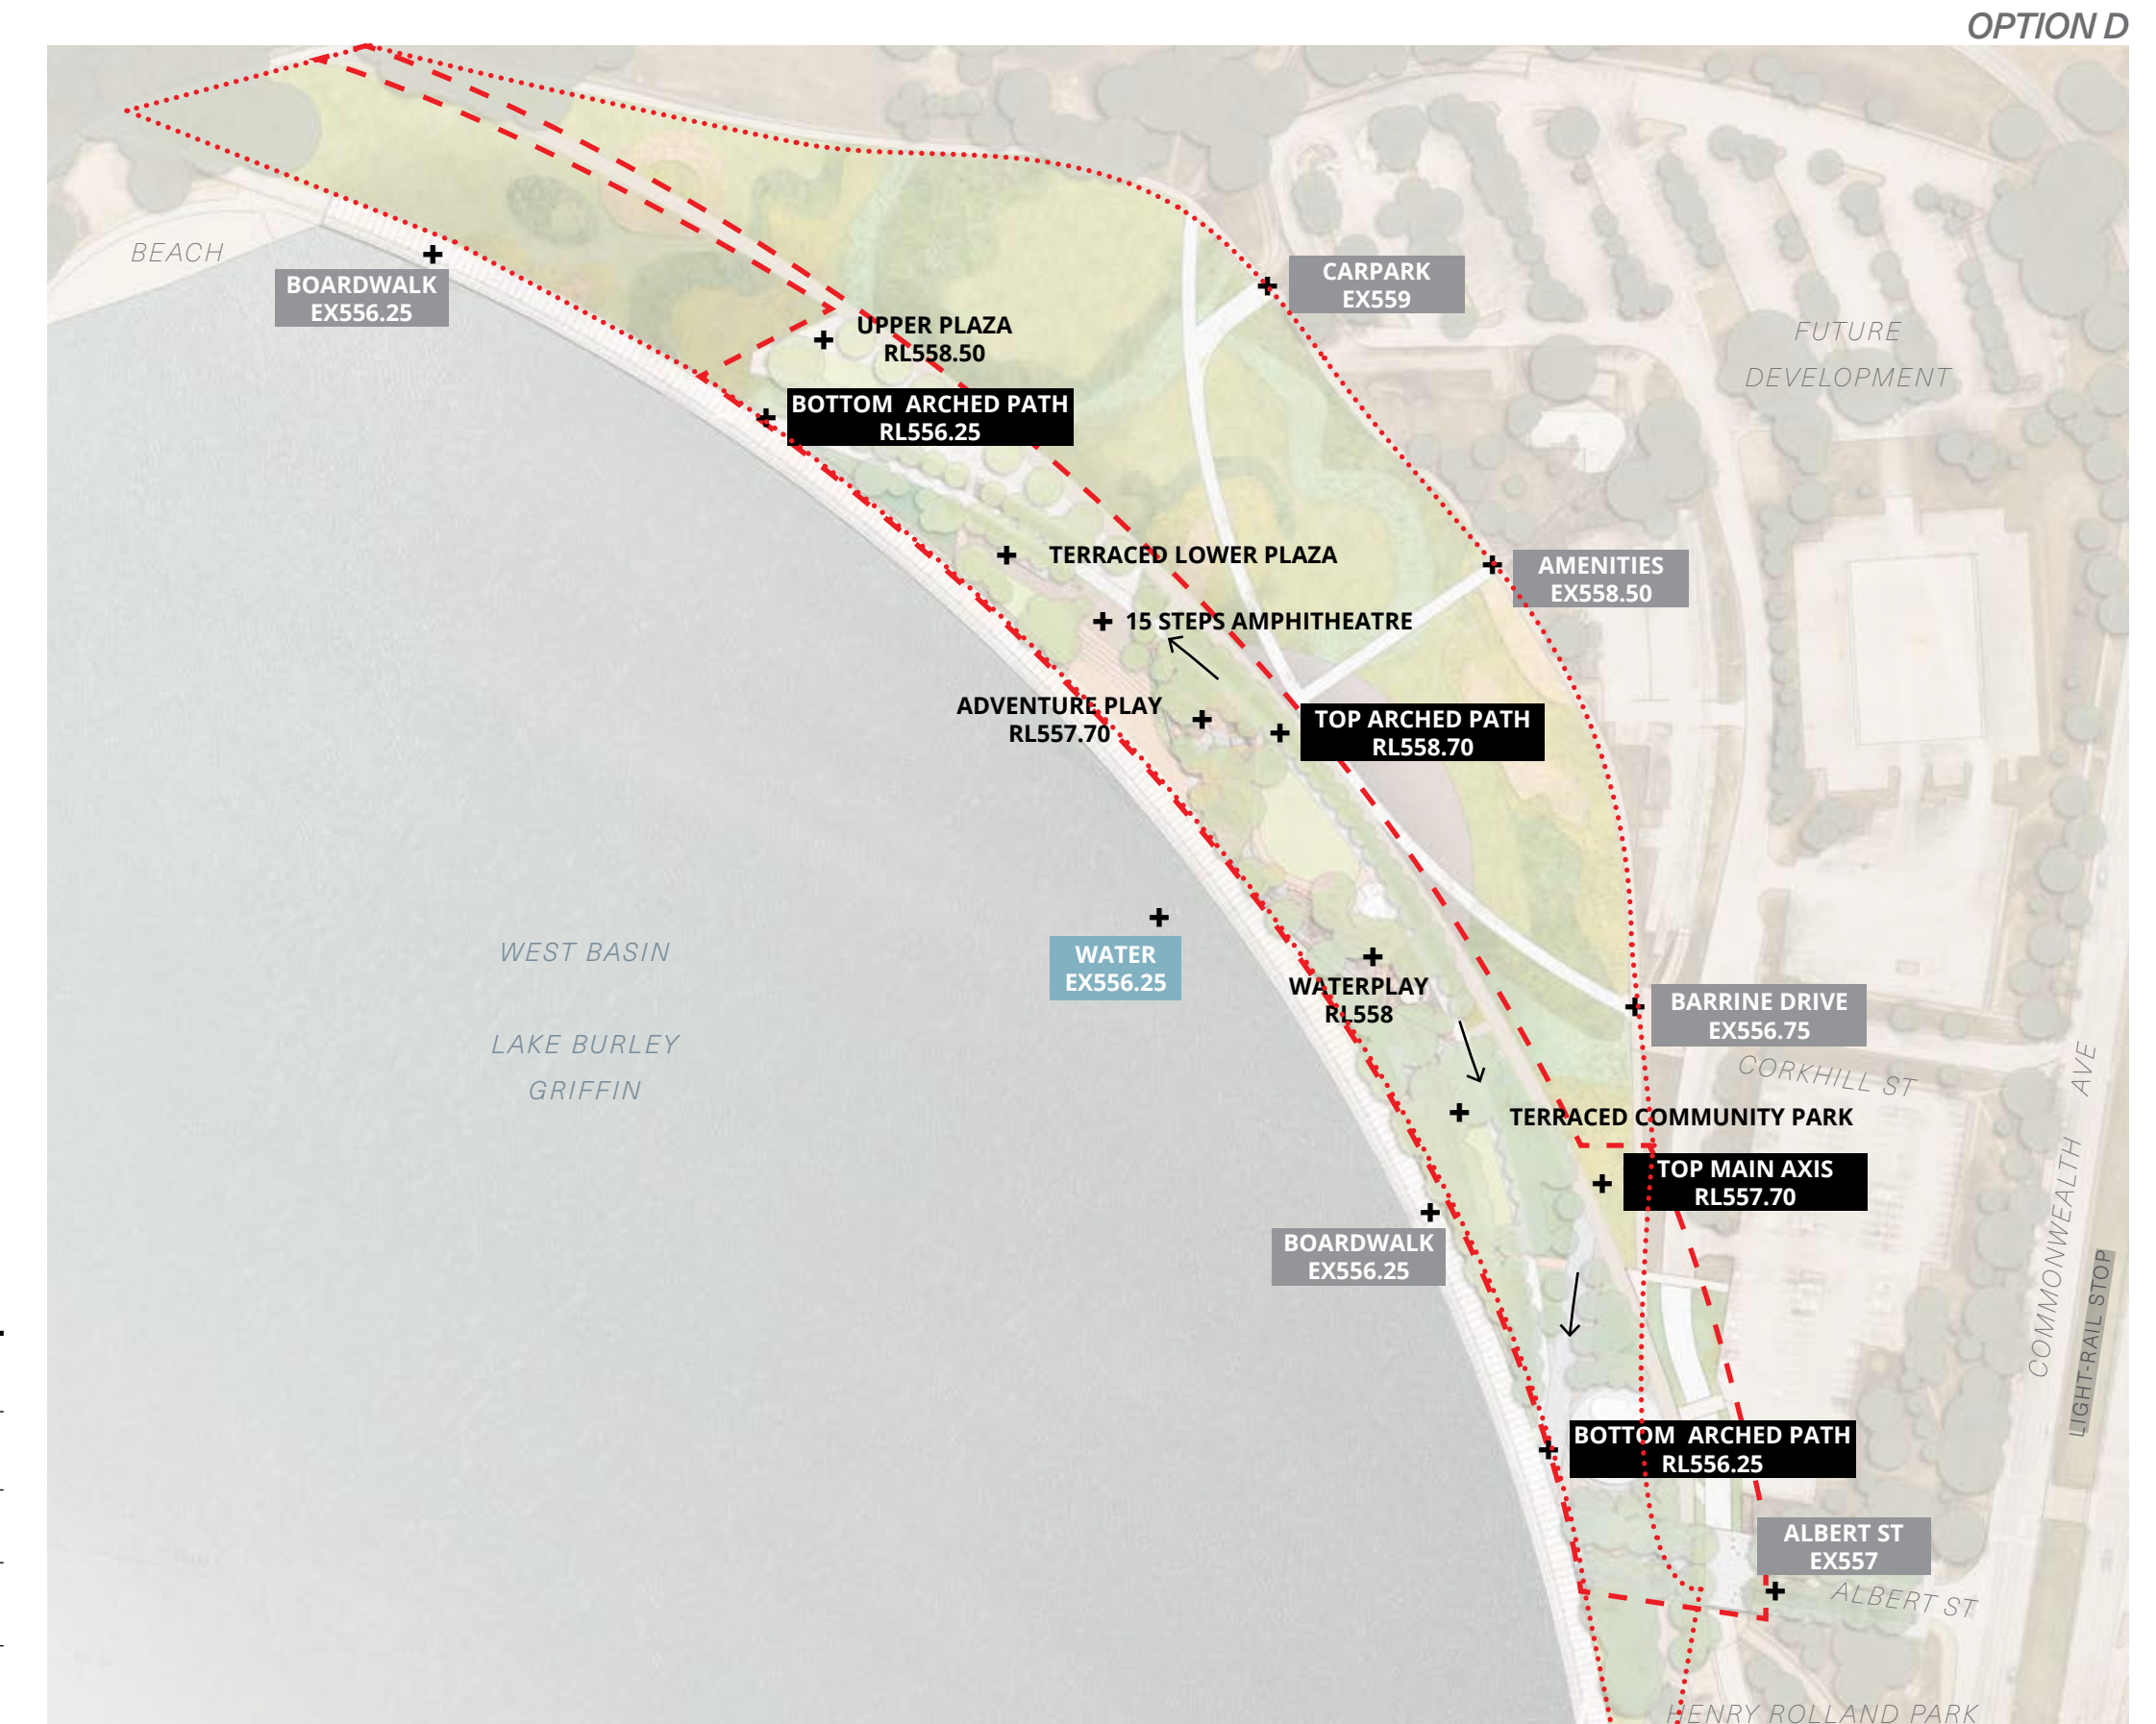 OPTION D
BEACH
BOARDWALK
EX556.25
CARPARK
EX559
FUTURE
DEVELOPMENT
UPPER PLAZA
RL558.50
BOTTOM ARCHED PATH
RL556.25
TERRACED LOWER PLAZA
AMENITIES
EX558.50
15 STEPS AMPHITHEATRE
ADVENTURE PLAY
RL557.70
TOP ARCHED PATH
RL558.70
WEST BASIN
WATER
EX556.25
WATERPLAY
RL558
BARRINE DRIVE
EX556.75
LAKE BURLEY
GRIFFIN
CORKHILL ST
COMMONWEALTH AVE
TERRACED COMMUNITY PARK
TOP MAIN AXIS
RL557.70
BOARDWALK
EX556.25
LIGHT-RAIL STOP
BOTTOM ARCHED PATH
RL556.25
ALBERT ST
EX557
ALBERT ST
HENRY ROLLAND PARK